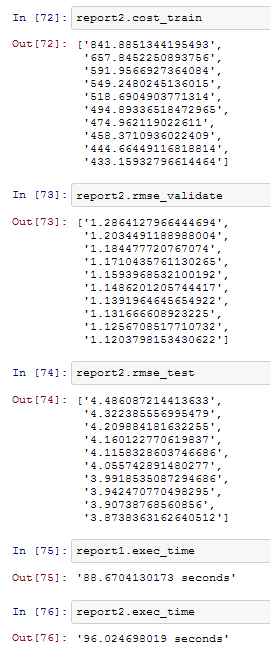 In [72]: report2.cost_train
Out[72]: ['841.8851344195493',
'657.8452250893756',
'591.9566927364084',
'549.2480245136015',
'518.6904903771314',
'494.89336518472965',
'474.962119022611',
'458.3710936022409',
'444.66449116818814',
'433.15932796614464']
In [73]: report2.rmse_validate
Out[73]: ['1.2864127966444694',
'1.2034491188988004',
'1.184477720767074',
'1.1710435761130265',
'1.1593968532100192',
'1.1486201205744417',
'1.1391964645654922',
'1.131666608923225',
'1.1256708517710732',
'1.1203798153430622']
In [74]: report2.rmse_test
Out[74]: ['4.486087214413633',
'4.322385556995479',
'4.209884181632255',
'4.160122770619837',
'4.1158328603746686',
'4.055742891480277',
'3.9918535087294686',
'3.942470770498295',
'3.90738768560856',
'3.8738363162640512']
In [75]: report1.exec_time
Out[75]: '88.6704130173 seconds'
In [76]: report2.exec_time
Out[76]: '96.024698019 seconds'